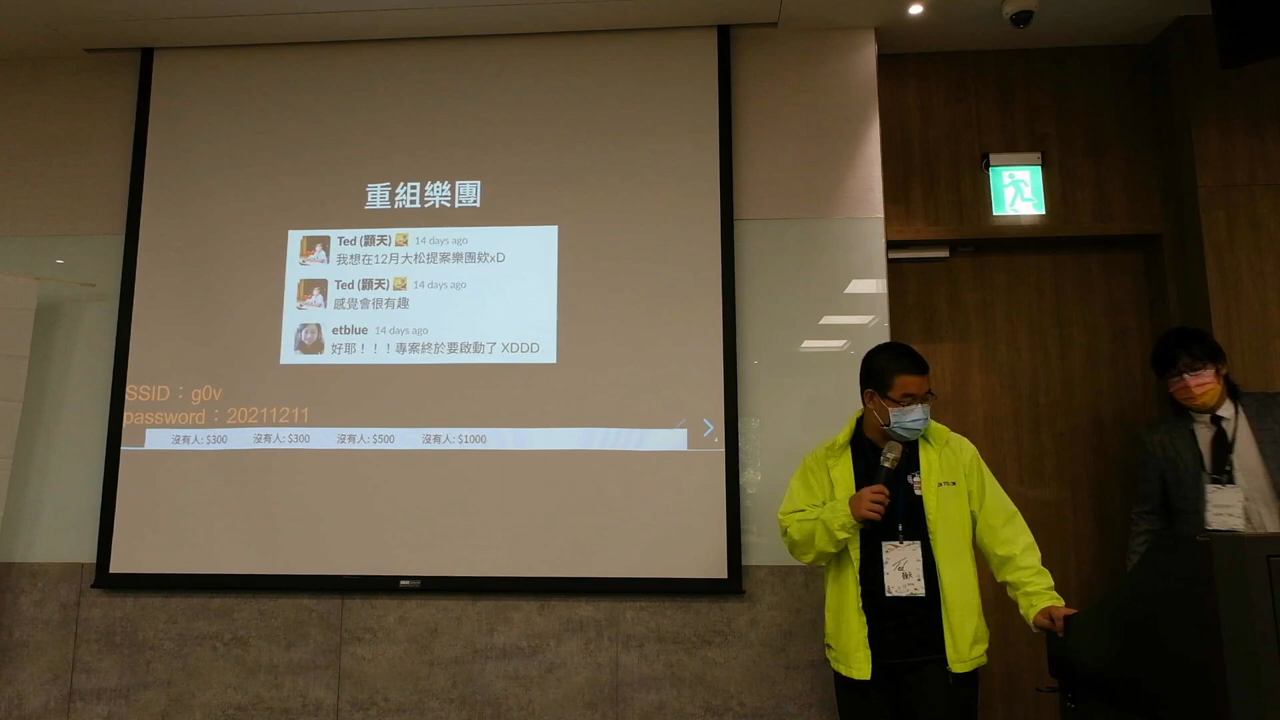 重組樂團
Ted (顥天) 14 days ago
我想在12月大松提案樂團欸xD
Ted (顥天) 14 days ago
感覺會很有趣
etblue 14 days ago
好耶！！！專案終於要啟動了 XDDD
SSID：g0v
password：20211211
沒有人: $300 沒有人: $300 沒有人: $500 沒有人: $1000
Ted
顥天